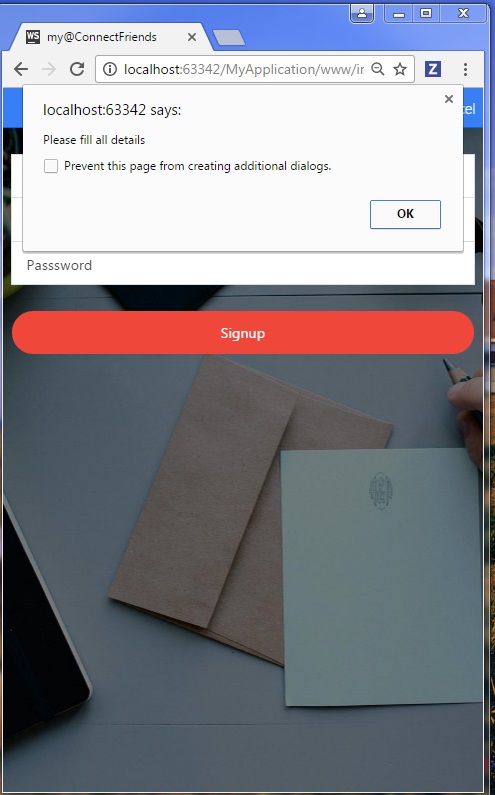 WS my@ConnectFriends
localhost:63342/MyApplication/www/ir
Z
cel
localhost:63342 says:
Please fill all details
Prevent this page from creating additional dialogs.
OK
Passsword
Signup